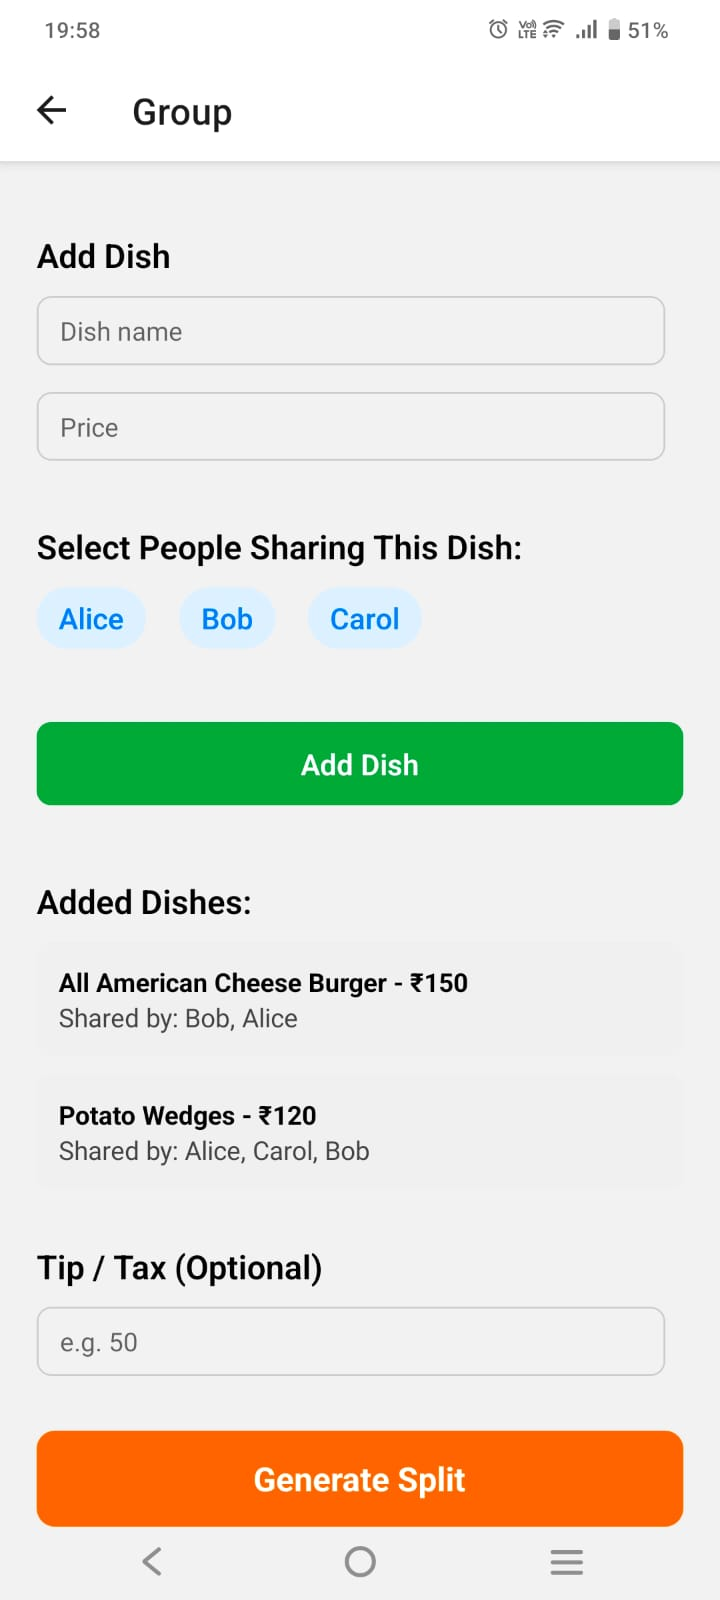 19:58
Vo)) LTE 51%
Group
Add Dish
Dish name
Price
Select People Sharing This Dish:
Alice Bob Carol
Add Dish
Added Dishes:
All American Cheese Burger - ₹150
Shared by: Bob, Alice
Potato Wedges - ₹120
Shared by: Alice, Carol, Bob
Tip / Tax (Optional)
e.g. 50
Generate Split